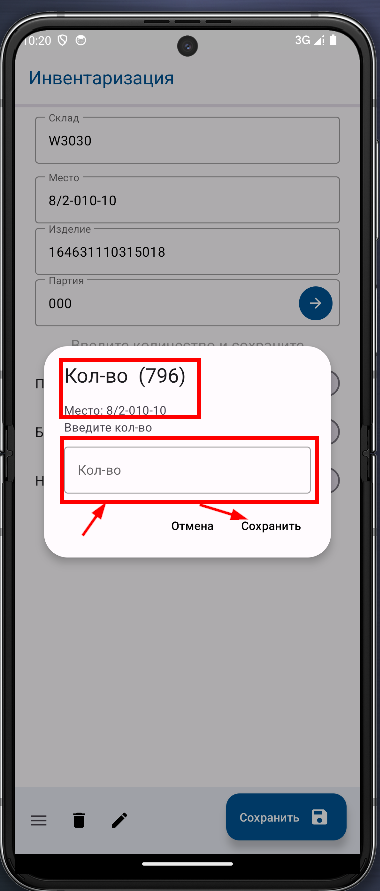 10:20
3G
Инвентаризация
Склад
W3030
Место
8/2-010-10
Изделие
164631110315018
Партия
000
Введите количество и сохраните
П
Кол-во (796)
Место: 8/2-010-10
Введите кол-во
Б
Кол-во
Н
Отмена
Сохранить
Сохранить